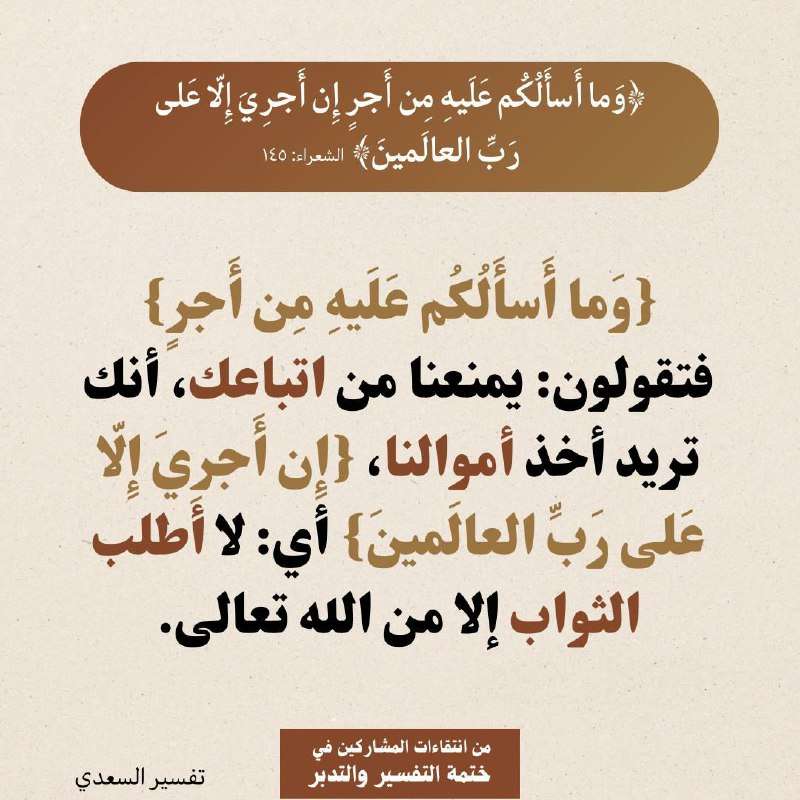 ﴿وَما أَسأَلُكُم عَلَيهِ مِن أَجرٍ إِن أَجرِيَ إِلّا عَلى
رَبِّ العالَمينَ﴾ الشعراء: ١٤٥
{وَما أَسأَلُكُم عَلَيهِ مِن أَجرٍ}
فتقولون: يمنعنا من اتباعك، أنك
تريد أخذ أموالنا، {إِن أَجرِيَ إِلّا
عَلى رَبِّ العالَمينَ} أي: لا أطلب
الثواب إلا من الله تعالى.
من انتقاءات المشاركين في
ختمة التفسير والتدبر
تفسير السعدي